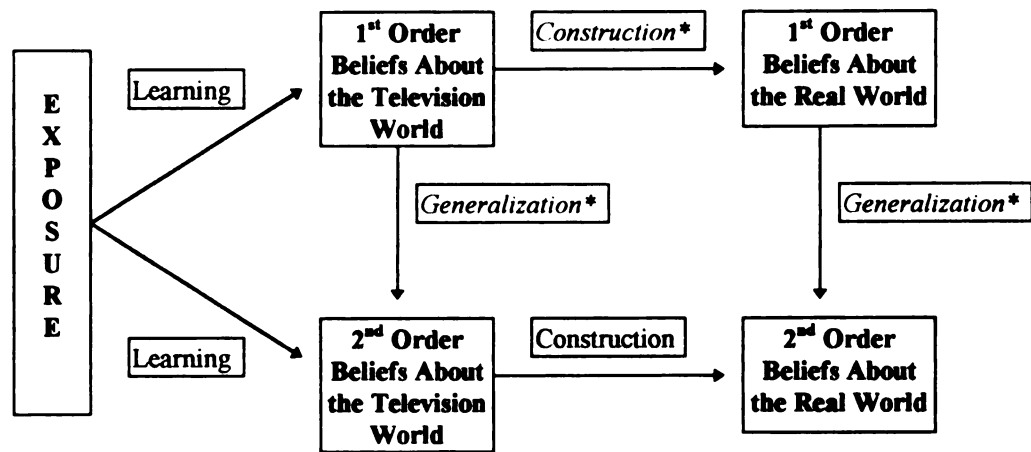 E
X
P
O
S
U
R
E
Learning
1st Order
Beliefs About
the Television
World
Construction*
1st Order
Beliefs About
the Real World
Generalization*
Generalization*
Learning
2nd Order
Beliefs About
the Television
World
Construction
2nd Order
Beliefs About
the Real World